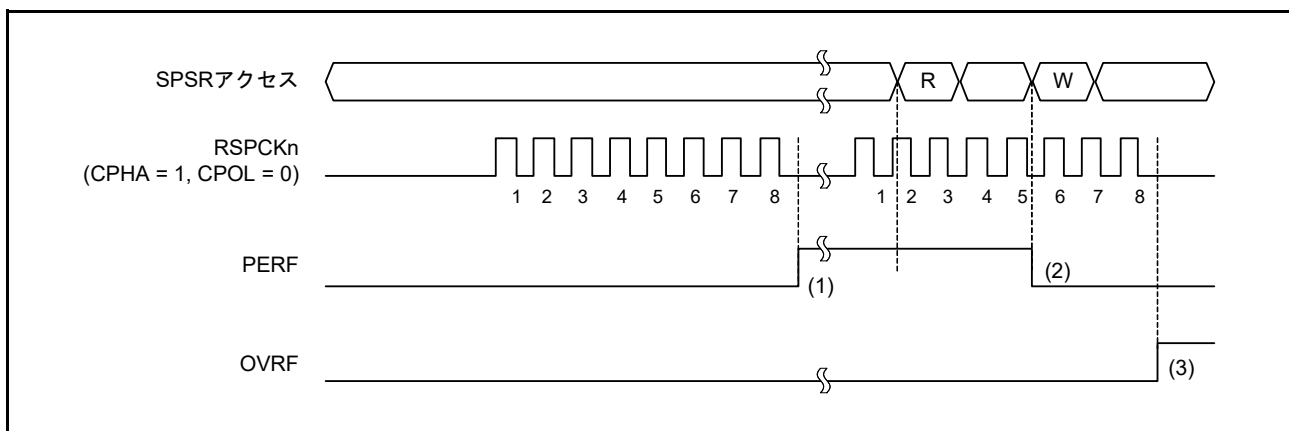 SPSRアクセス
R
W
RSPCKn
(CPHA = 1, CPOL = 0)
1 2 3 4 5 6 7 8 1 2 3 4 5 6 7 8
PERF
(1)
(2)
OVRF
(3)